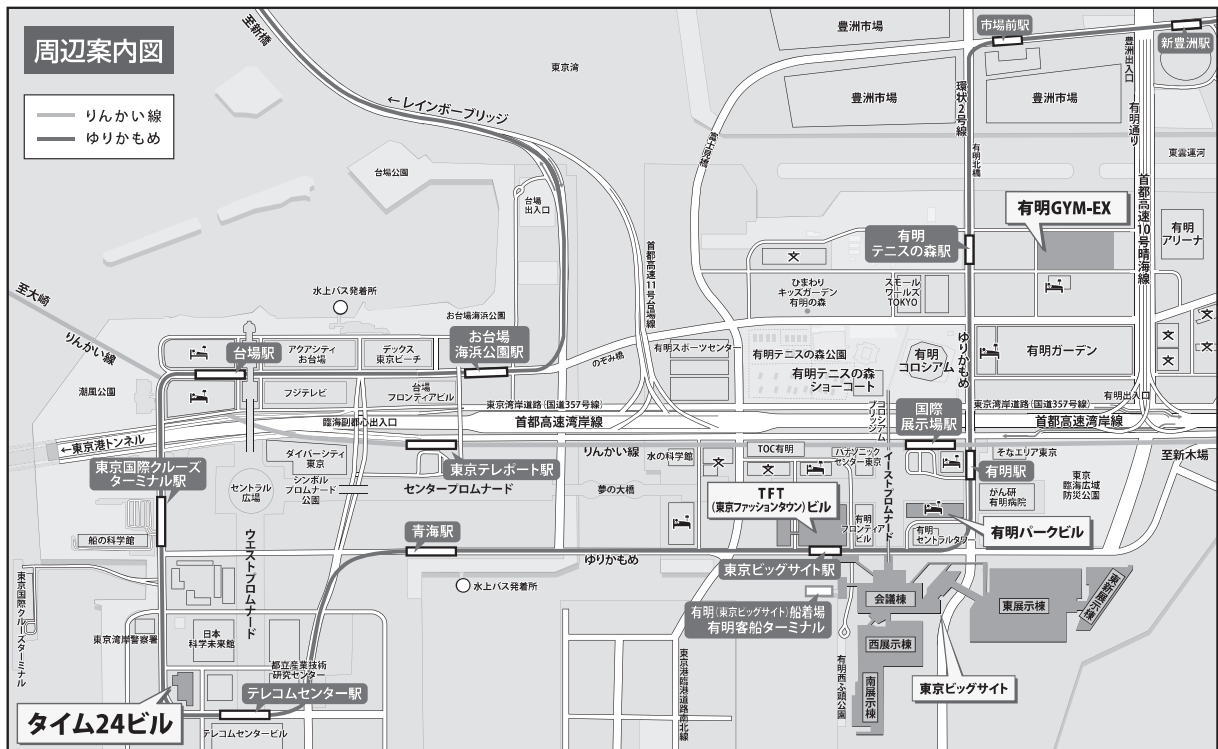 周辺案内図
りんかい線
ゆりかもめ
至新橋
東京湾
←レインボーブリッジ
台場公園
台場
出入口
首都高速11号台場線
富士見橋
豊洲市場
豊洲市場
豊洲市場
市場前駅
新豊洲駅
環状2号線
豊洲出入口
有明通り
有明北橋
東雲運河
首都高速10号晴海線
有明GYM-EX
有明
アリーナ
有明
テニスの森駅
ひまわり
キッズガーデン
有明の森
スモール
ワールズ
TOKYO
至大崎
りんかい線
水上バス発着所
お台場海浜公園
お台場
海浜公園駅
台場駅
アクアシティ
お台場
デックス
東京ビーチ
フジテレビ
台場
フロンティアビル
潮風公園
のぞみ橋
有明スポーツセンター
有明テニスの森公園
有明テニスの森
ショーコート
有明
コロシアム
ゆりかもめ
有明ガーデン
有明出入口
東京湾岸道路(国道357号線)
東京湾岸道路(国道357号線)
首都高速湾岸線
首都高速湾岸線
臨海副都心出入口
←東京港トンネル
コロシアム
ブリッジ
国際
展示場駅
東京国際クルーズ
ターミナル駅
ダイバーシティ
東京
シンボル
プロムナード
公園
セントラル
広場
東京テレポート駅
センタープロムナード
りんかい線
水の科学館
夢の大橋
TOC有明
パナソニック
センター東京
イーストプロムナード
有明駅
そなエリア東京
至新木場
がん研
有明病院
東京
臨海広域
防災公園
TFT
(東京ファッションタウン)ビル
有明
フロンティア
ビル
有明パークビル
有明
セントラルタワー
船の科学館
ウエストプロムナード
青海駅
ゆりかもめ
水上バス発着所
東京ビッグサイト駅
有明(東京ビッグサイト)船着場
有明客船ターミナル
会議棟
東展示棟
東新展示棟
西展示棟
南展示棟
東京ビッグサイト
有明西ふ頭公園
東京港臨港道路南北線
東京国際クルーズターミナル
東京湾岸警察署
日本
科学未来館
都立産業技術
研究センター
テレコムセンター駅
テレコムセンタービル
タイム24ビル